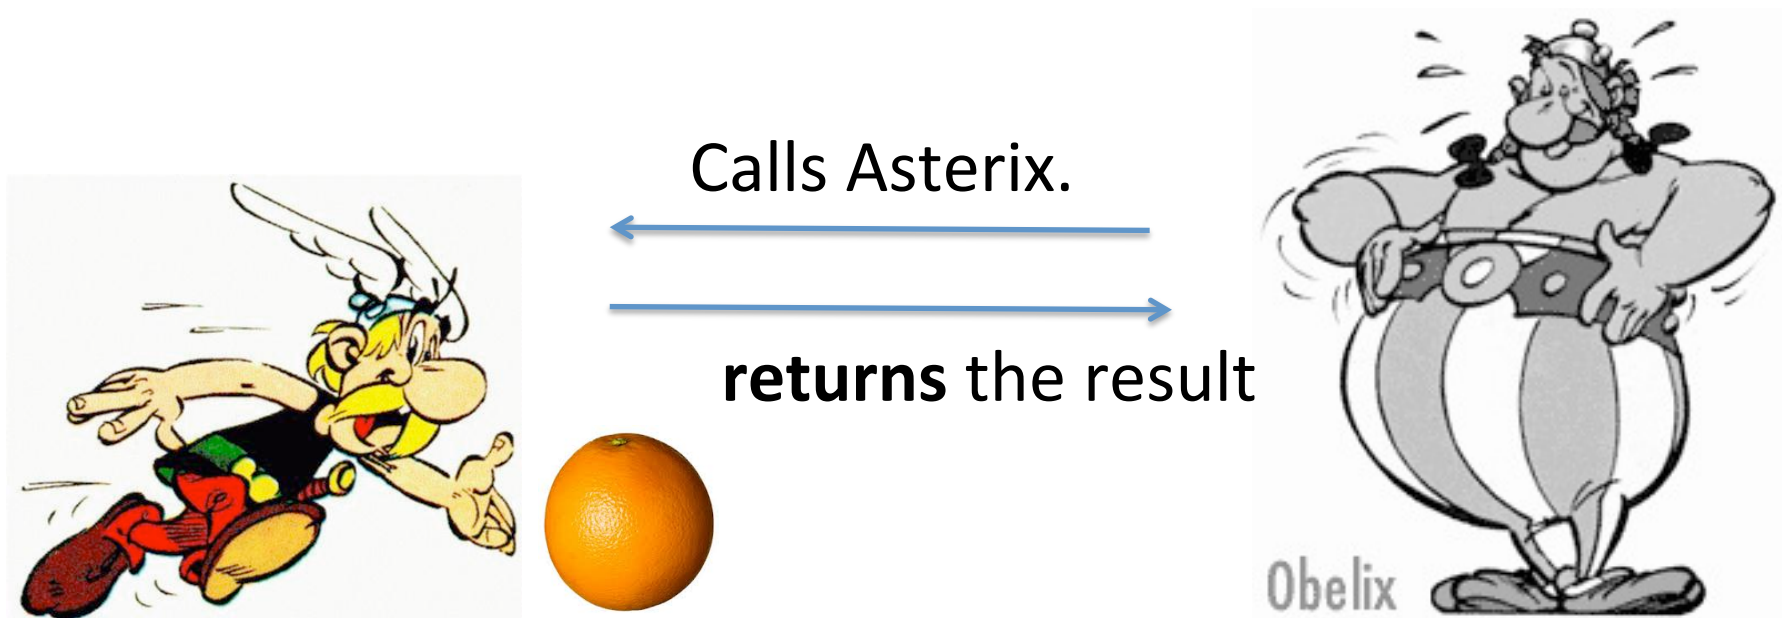 Calls Asterix.
returns the result
Obelix